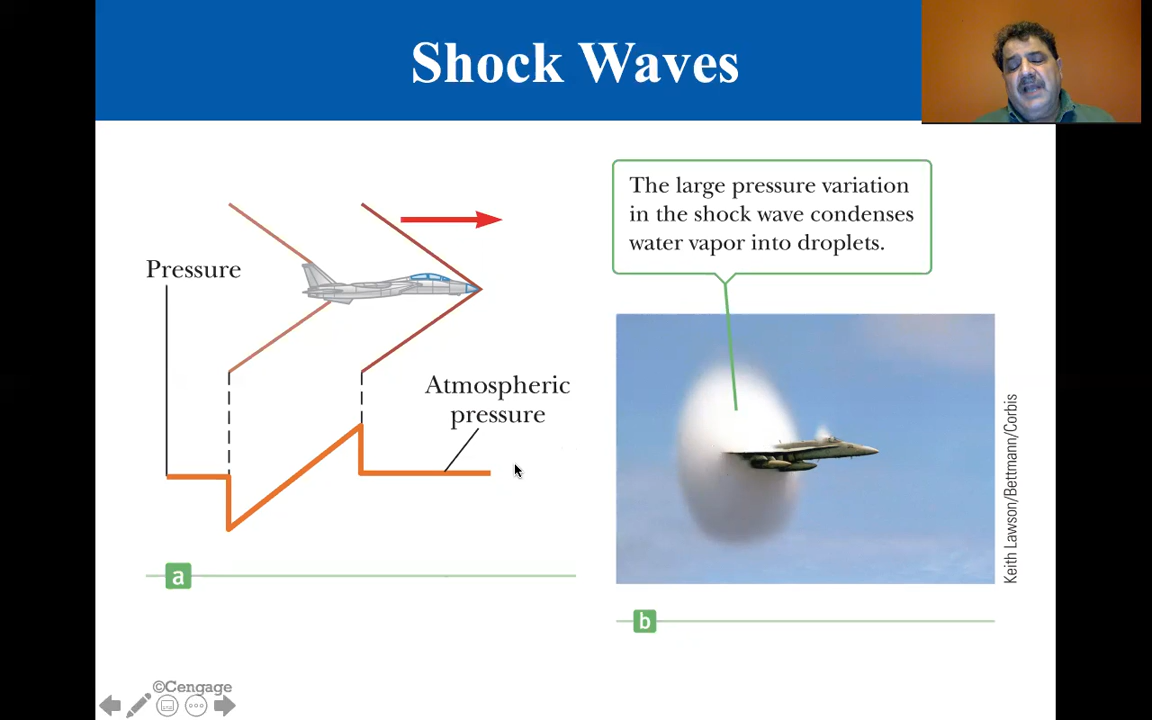 Shock Waves
Pressure
Atmospheric
pressure
a
The large pressure variation
in the shock wave condenses
water vapor into droplets.
Keith Lawson/Bettmann/Corbis
b
©Cengage